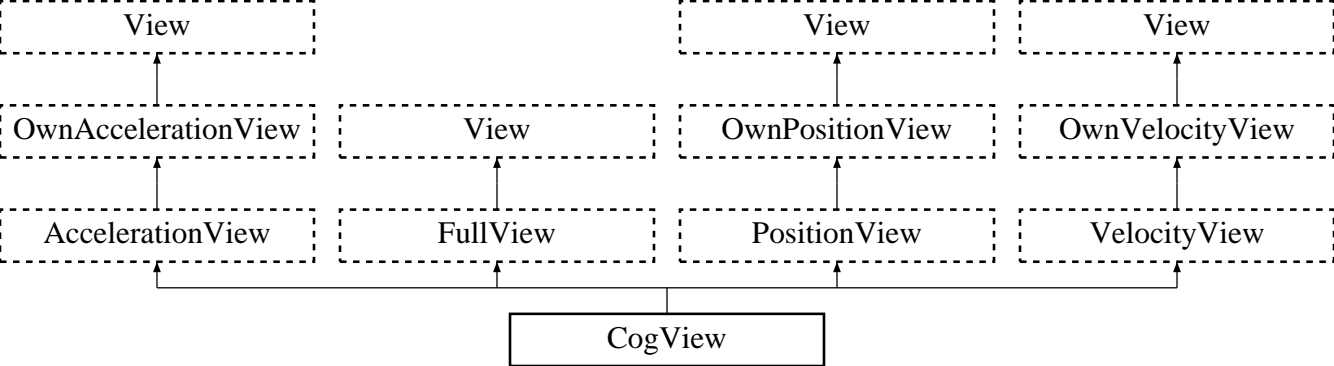 View
View
View
OwnAccelerationView
View
OwnPositionView
OwnVelocityView
AccelerationView
FullView
PositionView
VelocityView
CogView